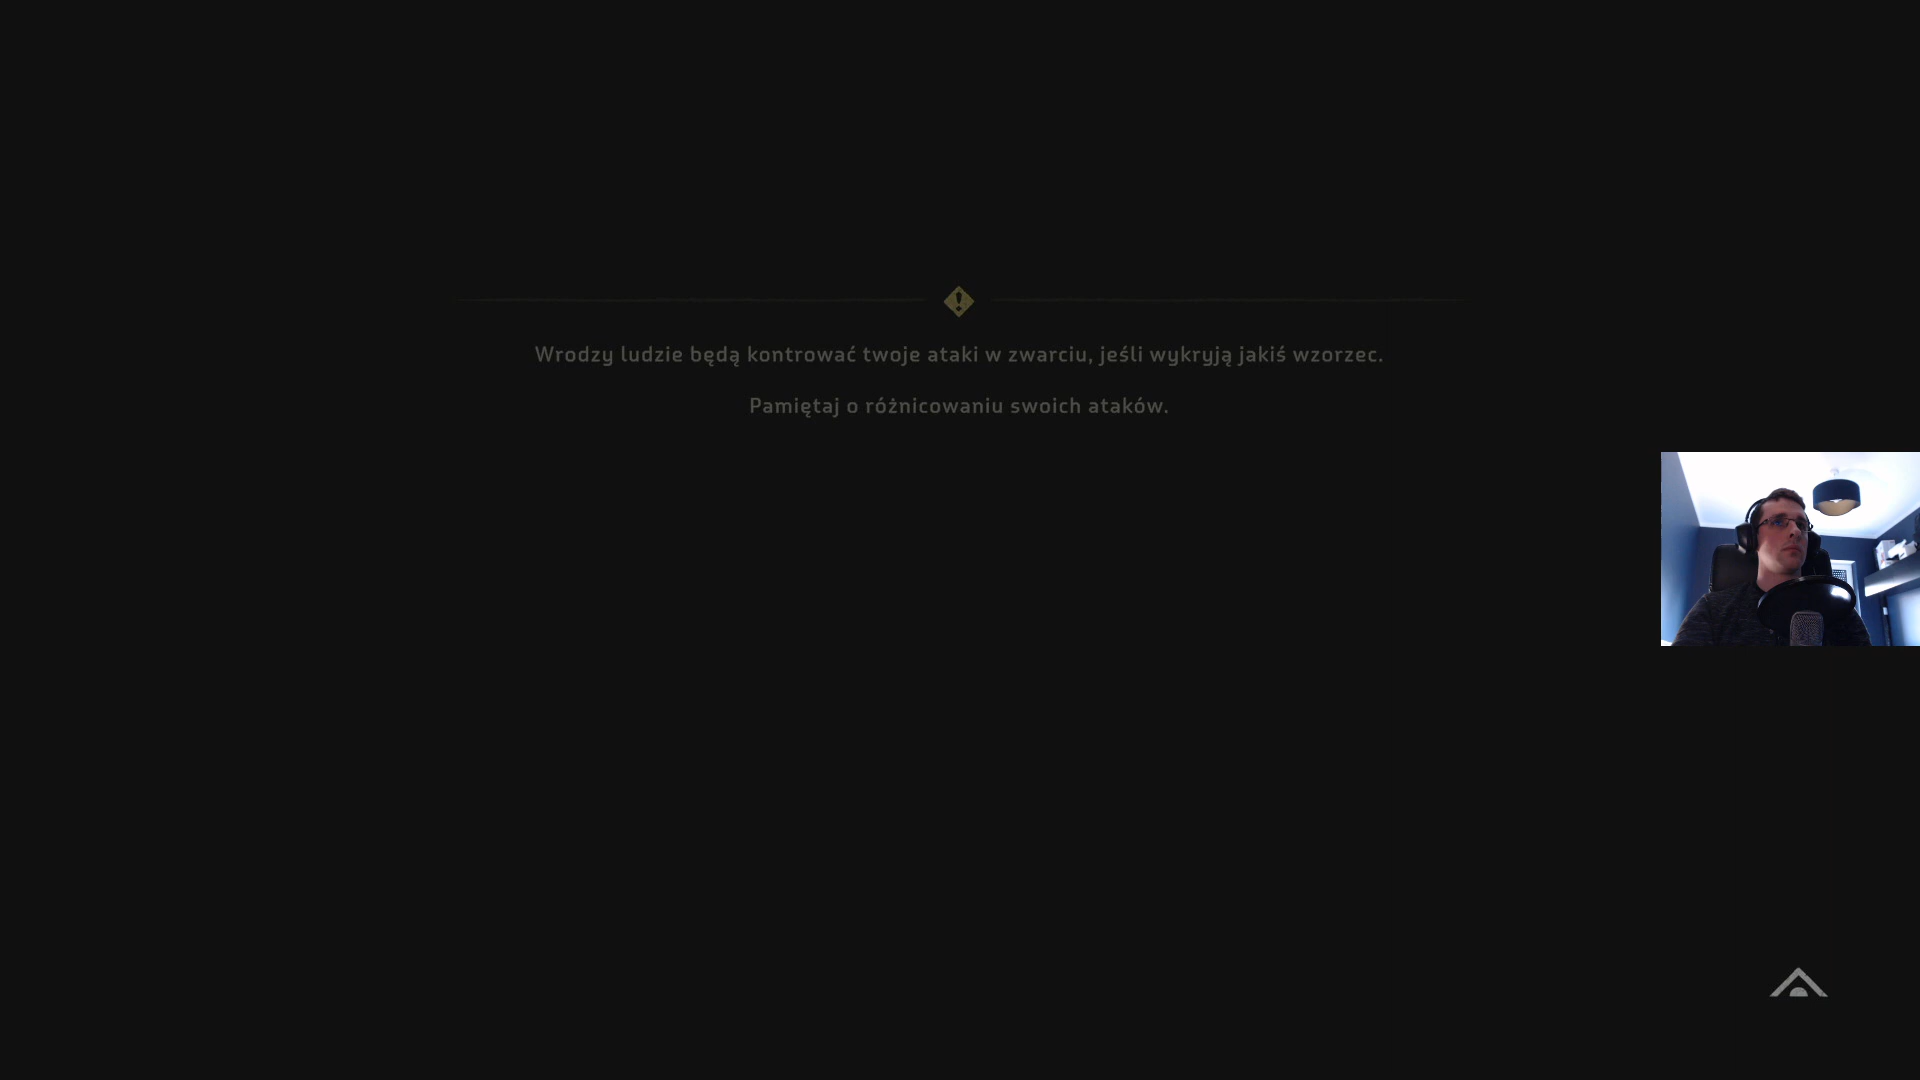 Wrodzy ludzie będą kontrować twoje ataki w zwarciu, jeśli wykryją jakiś wzorzec.
Pamiętaj o różnicowaniu swoich ataków.